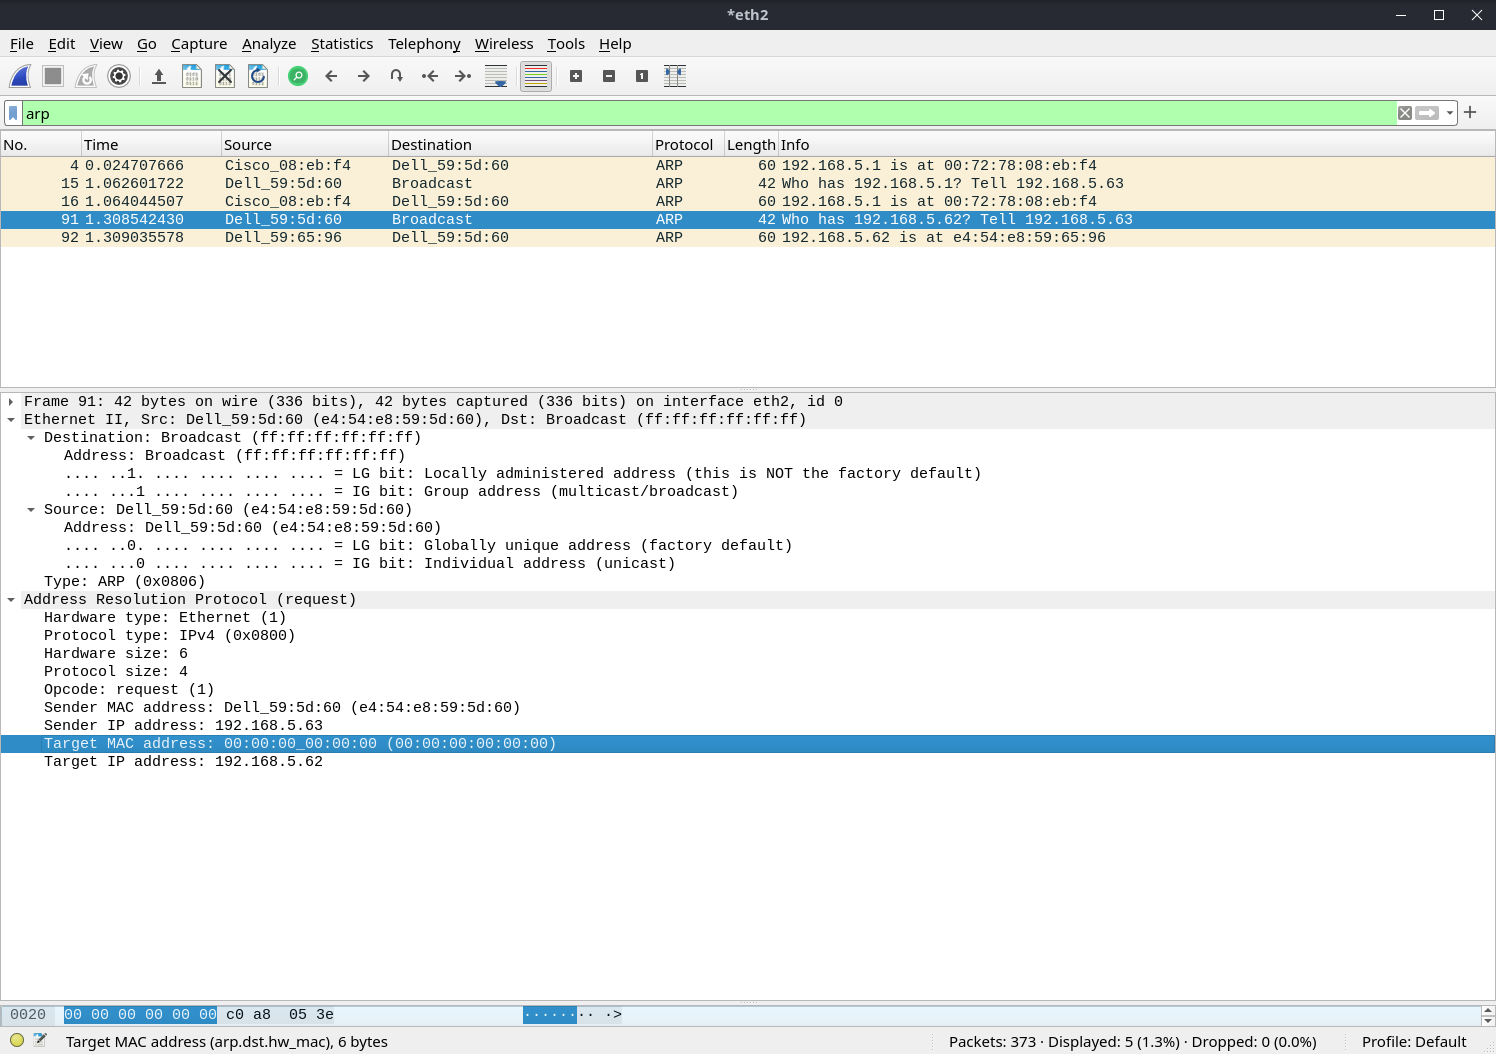 *eth2
File Edit View Go Capture Analyze Statistics Telephony Wireless Tools Help
arp
No. Time Source Destination Protocol Length Info
4 0.024707666 Cisco_08:eb:f4 Dell_59:5d:60 ARP 60 192.168.5.1 is at 00:72:78:08:eb:f4
15 1.062601722 Dell_59:5d:60 Broadcast ARP 42 Who has 192.168.5.1? Tell 192.168.5.63
16 1.064044507 Cisco_08:eb:f4 Dell_59:5d:60 ARP 60 192.168.5.1 is at 00:72:78:08:eb:f4
91 1.308542430 Dell_59:5d:60 Broadcast ARP 42 Who has 192.168.5.62? Tell 192.168.5.63
92 1.309035578 Dell_59:65:96 Dell_59:5d:60 ARP 60 192.168.5.62 is at e4:54:e8:59:65:96
Frame 91: 42 bytes on wire (336 bits), 42 bytes captured (336 bits) on interface eth2, id 0
Ethernet II, Src: Dell_59:5d:60 (e4:54:e8:59:5d:60), Dst: Broadcast (ff:ff:ff:ff:ff:ff)
Destination: Broadcast (ff:ff:ff:ff:ff:ff)
Address: Broadcast (ff:ff:ff:ff:ff:ff)
.... ..1. .... .... .... .... = LG bit: Locally administered address (this is NOT the factory default)
.... ...1 .... .... .... .... = IG bit: Group address (multicast/broadcast)
Source: Dell_59:5d:60 (e4:54:e8:59:5d:60)
Address: Dell_59:5d:60 (e4:54:e8:59:5d:60)
.... ..0. .... .... .... .... = LG bit: Globally unique address (factory default)
.... ...0 .... .... .... .... = IG bit: Individual address (unicast)
Type: ARP (0x0806)
Address Resolution Protocol (request)
Hardware type: Ethernet (1)
Protocol type: IPv4 (0x0800)
Hardware size: 6
Protocol size: 4
Opcode: request (1)
Sender MAC address: Dell_59:5d:60 (e4:54:e8:59:5d:60)
Sender IP address: 192.168.5.63
Target MAC address: 00:00:00_00:00:00 (00:00:00:00:00:00)
Target IP address: 192.168.5.62
0020 00 00 00 00 00 00 c0 a8 05 3e ········ ·>
Target MAC address (arp.dst.hw_mac), 6 bytes Packets: 373 · Displayed: 5 (1.3%) · Dropped: 0 (0.0%) Profile: Default